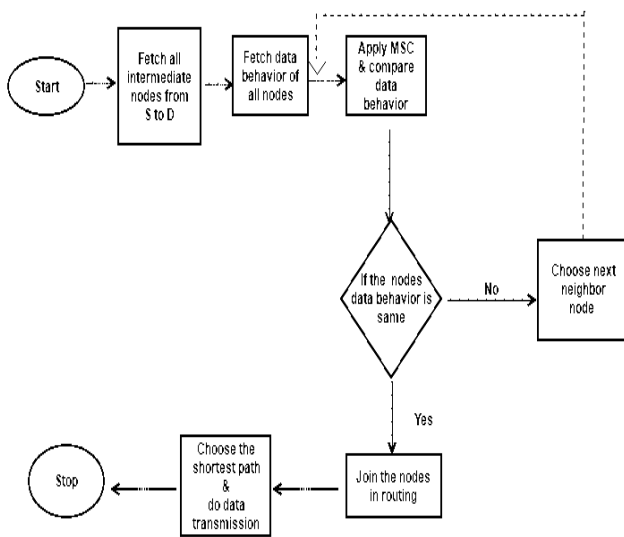 Start
Fetch all
intermediate
nodes from
S to D
Fetch data
behavior of
all nodes
Apply MSC
& compare
data
behavior
If the nodes
data behavior is
same
No
Choose next
neighbor
node
Yes
Join the nodes
in routing
Choose the
shortest path
&
do data
transmission
Stop